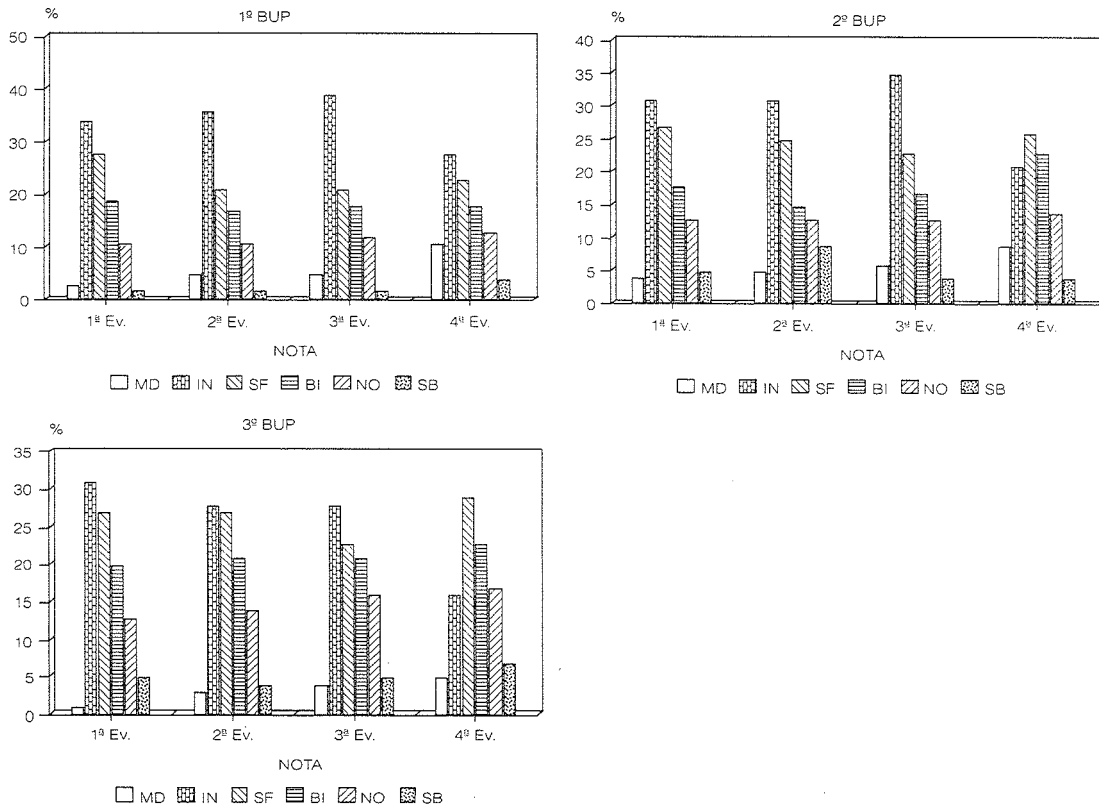 %
1º BUP
50
40
30
20
10
0
1ª Ev. 2ª Ev. 3ª Ev. 4ª Ev.
NOTA
MD IN SF BI NO SB
%
2º BUP
40
35
30
25
20
15
10
5
0
1ª Ev. 2ª Ev. 3ª Ev. 4ª Ev.
NOTA
MD IN SF BI NO SB
%
3º BUP
35
30
25
20
15
10
5
0
1ª Ev. 2ª Ev. 3ª Ev. 4ª Ev.
NOTA
MD IN SF BI NO SB